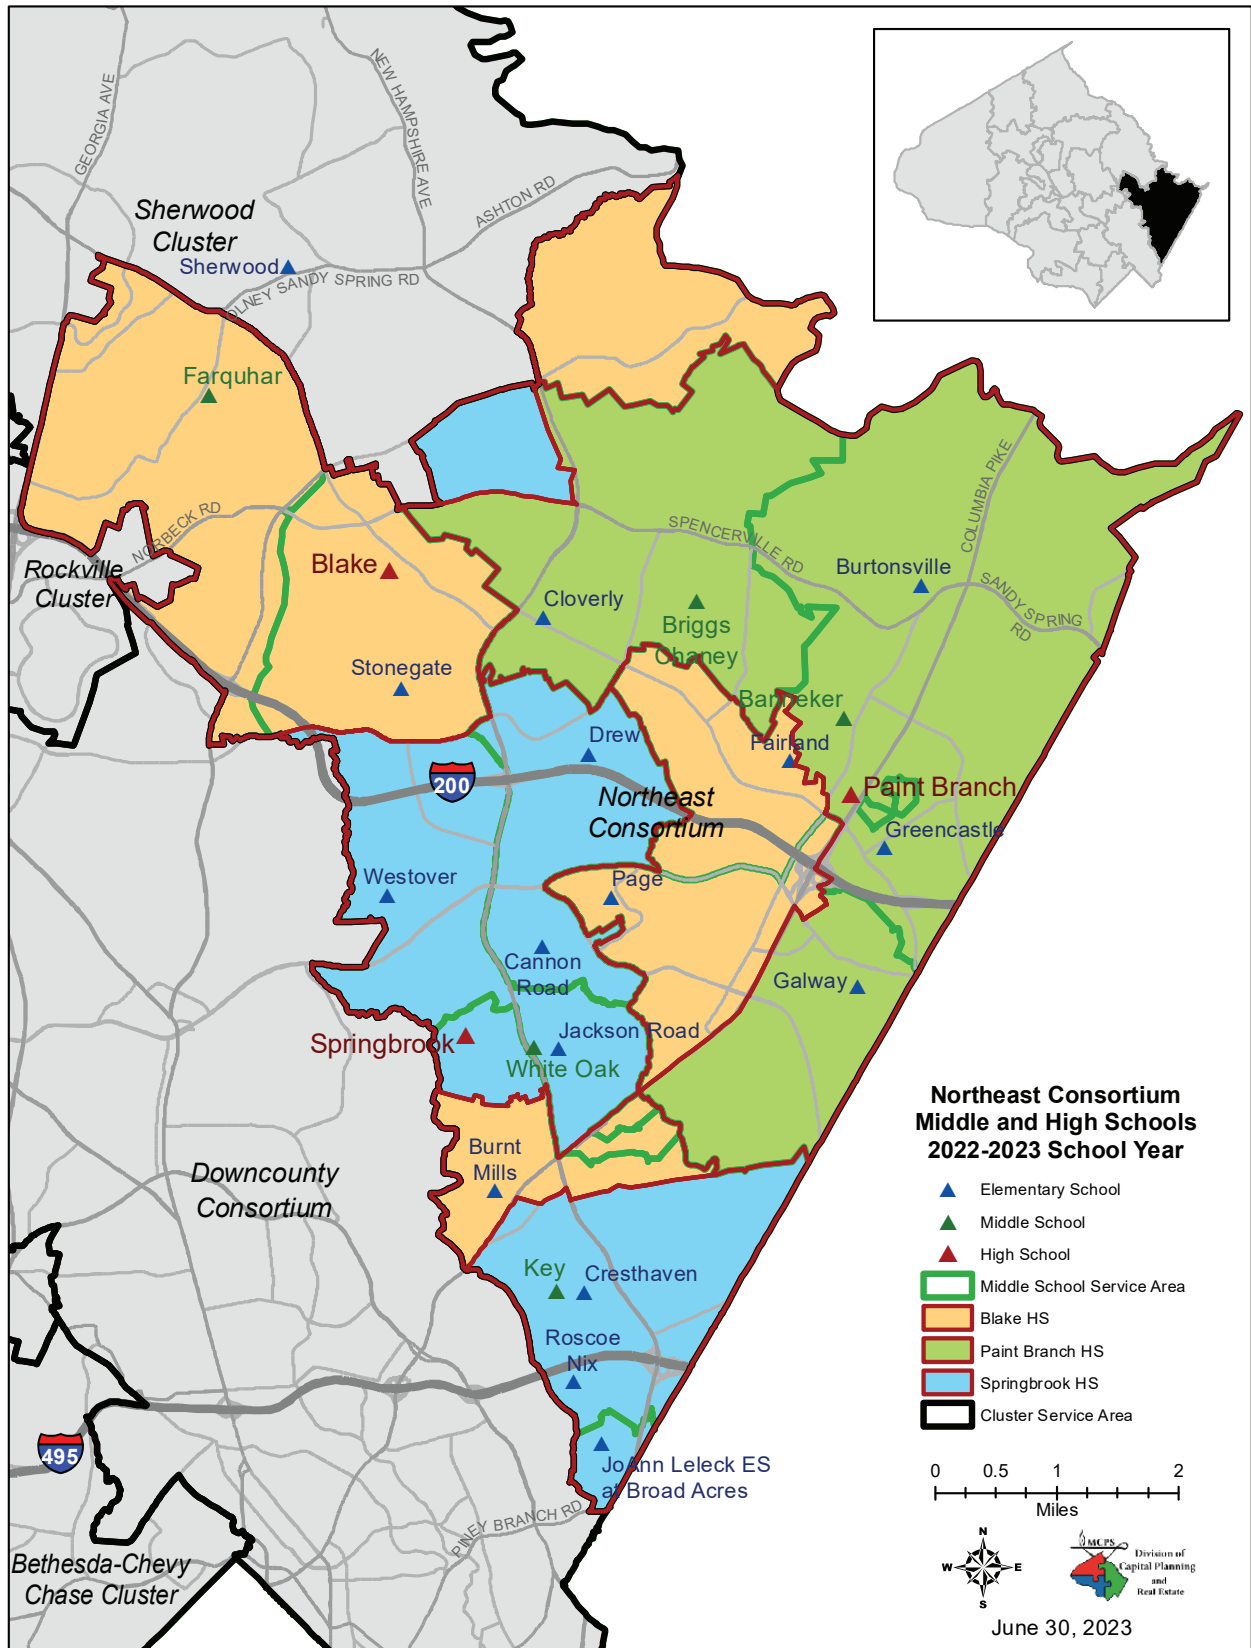 GEORGIA AVE
NEW HAMPSHIRE AVE
ASHTON RD
Sherwood
Cluster
Sherwood
OLNEY SANDY SPRING RD
Farquhar
NORBECK RD
Rockville
Cluster
Blake
Stonegate
SPENCERVILLE RD
COLUMBIA PIKE
Burtonsville
SANDY SPRING
RD
Cloverly
Briggs
Chaney
Banneker
Fairland
Drew
200
Northeast
Consortium
Paint Branch
Greencastle
Westover
Page
Cannon
Road
Galway
Springbrook
Jackson Road
White Oak
Burnt
Mills
Downcounty
Consortium
Key
Cresthaven
Roscoe
Nix
495
JoAnn Leleck ES
at Broad Acres
PINEY BRANCH RD
Bethesda-Chevy
Chase Cluster
Northeast Consortium
Middle and High Schools
2022-2023 School Year
Elementary School
Middle School
High School
Middle School Service Area
Blake HS
Paint Branch HS
Springbrook HS
Cluster Service Area
0 0.5 1 2
Miles
N
W E
S
MCPS
Division of
Capital Planning
and
Real Estate
June 30, 2023